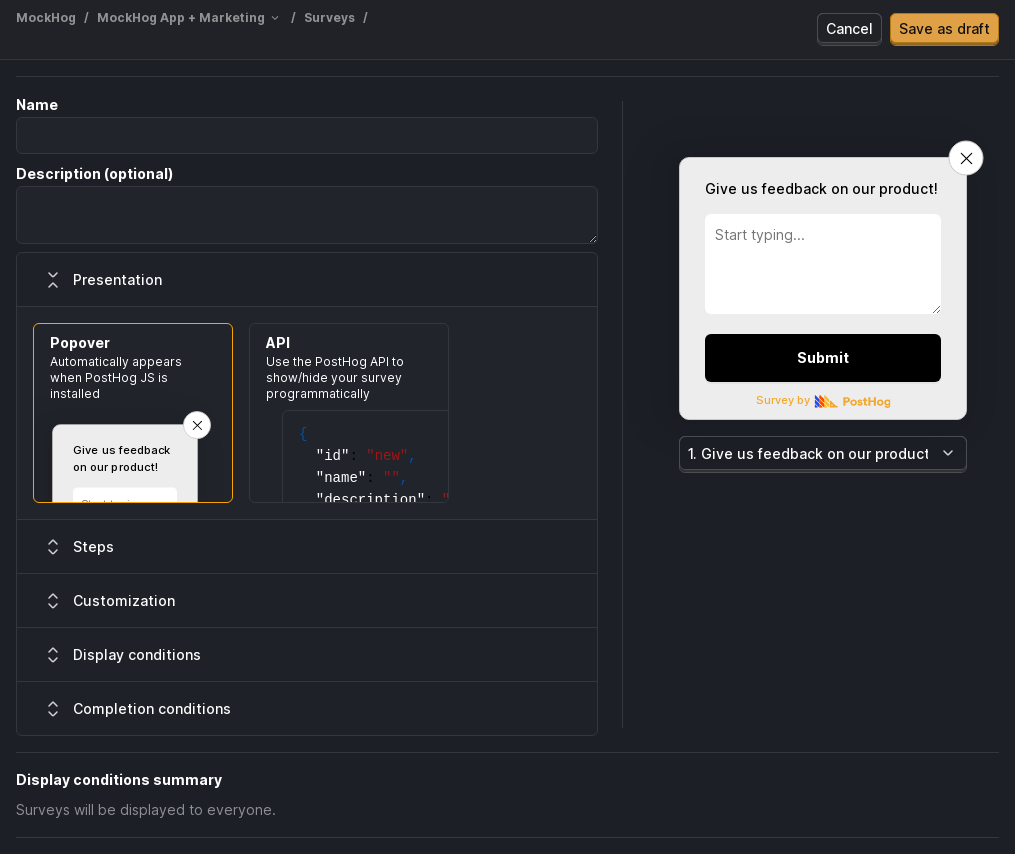 MockHog / MockHog App + Marketing / Surveys /
Cancel
Save as draft
Name
Description (optional)
Presentation
Popover
Automatically appears
when PostHog JS is
installed
Give us feedback
on our product!
API
Use the PostHog API to
show/hide your survey
programmatically
{
"id": "new",
"name": "",
"description": "
Steps
Customization
Display conditions
Completion conditions
Give us feedback on our product!
Start typing...
Submit
Survey by PostHog
1. Give us feedback on our product
Display conditions summary
Surveys will be displayed to everyone.